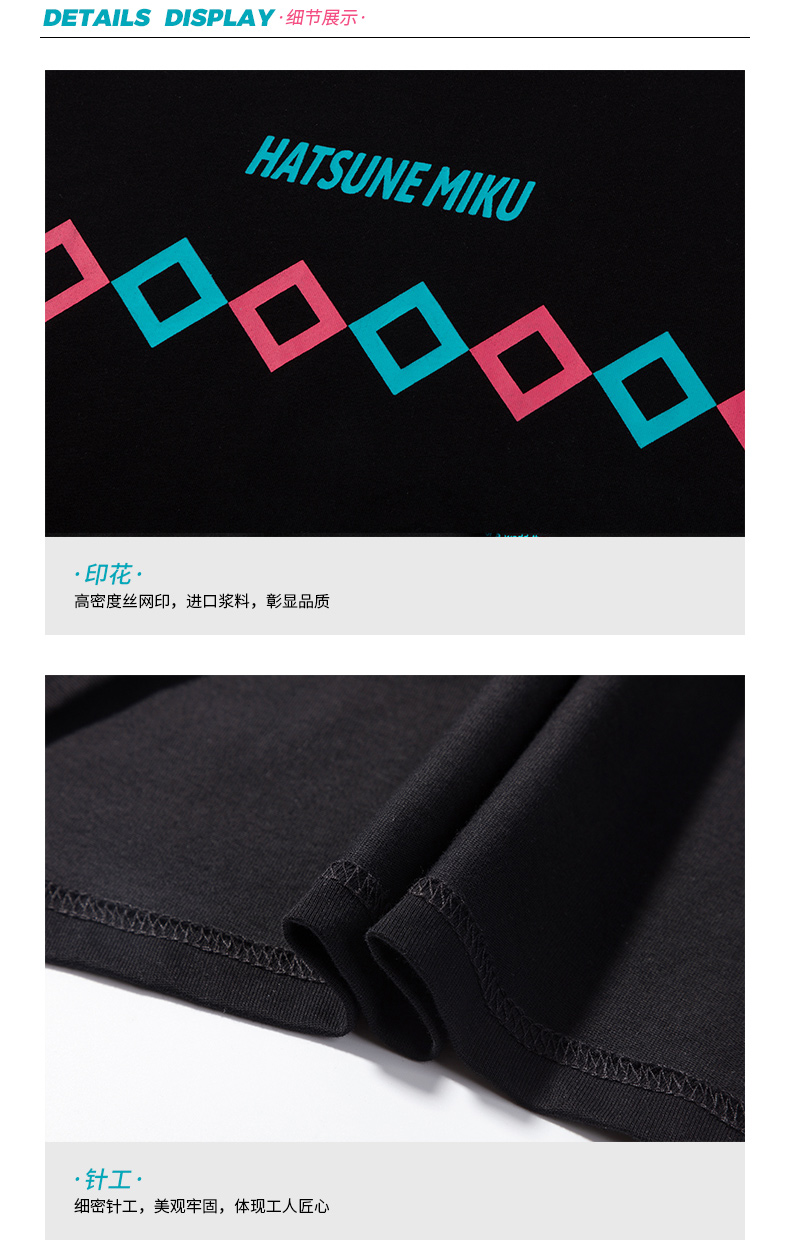 DETAILS DISPLAY ·细节展示·
HATSUNE MIKU
·印花·
高密度丝网印，进口浆料，彰显品质
·针工·
细密针工，美观牢固，体现工人匠心